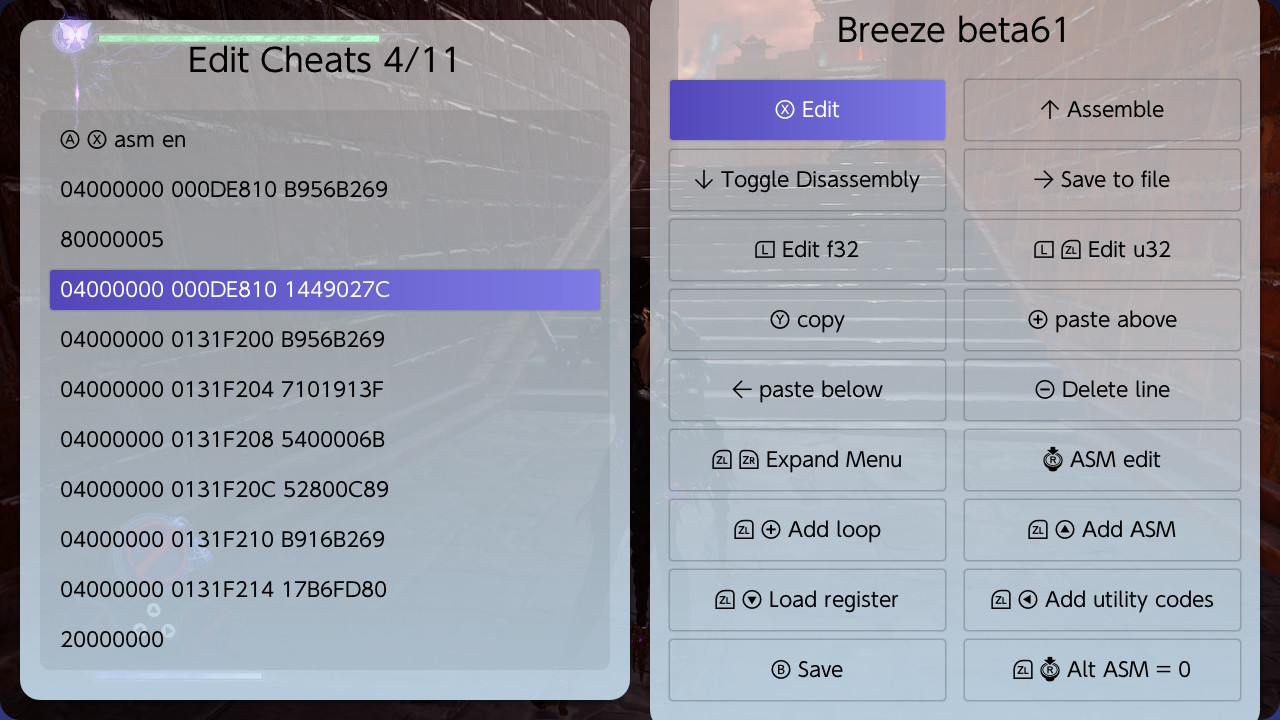 Edit Cheats 4/11
A X asm en
04000000 000DE810 B956B269
80000005
04000000 000DE810 1449027C
04000000 0131F200 B956B269
04000000 0131F204 7101913F
04000000 0131F208 5400006B
04000000 0131F20C 52800C89
04000000 0131F210 B916B269
04000000 0131F214 17B6FD80
20000000
Breeze beta61
X Edit
↑ Assemble
↓ Toggle Disassembly
→ Save to file
L Edit f32
L ZL Edit u32
Y copy
+ paste above
← paste below
− Delete line
ZL ZR Expand Menu
R ASM edit
ZL + Add loop
ZL ▲ Add ASM
ZL ▼ Load register
ZL ◀ Add utility codes
B Save
ZL R Alt ASM = 0